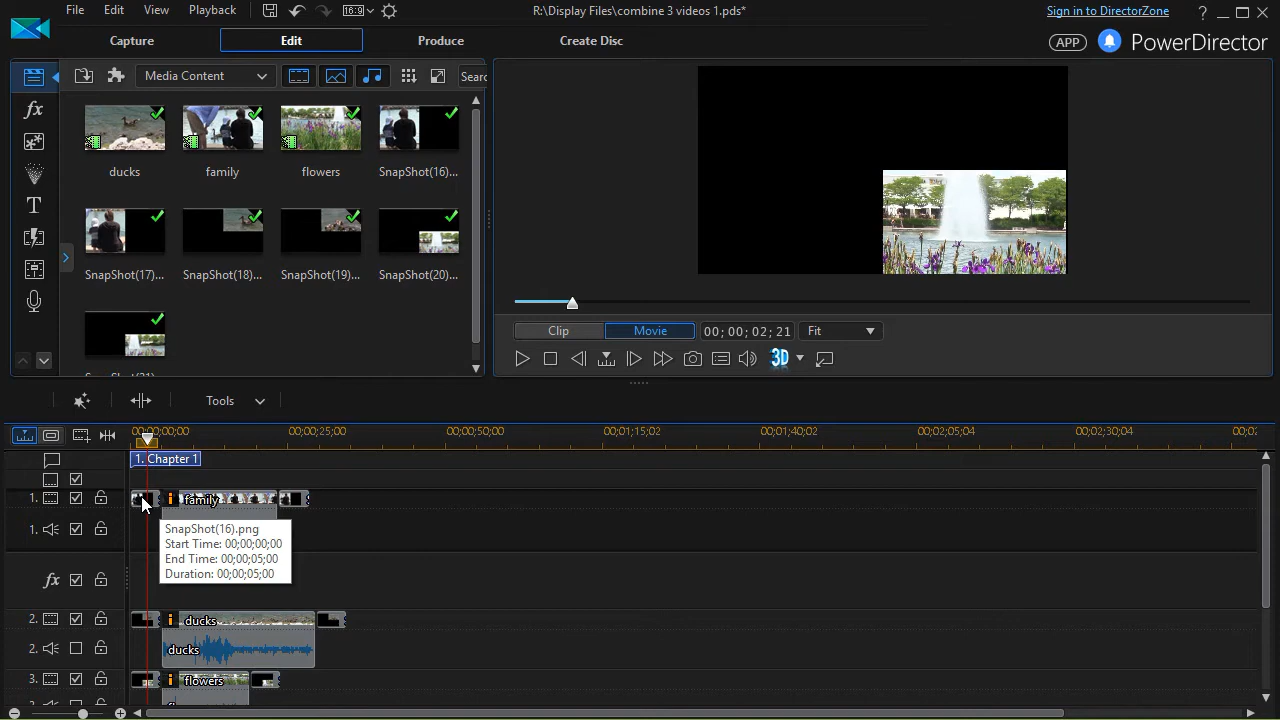 File Edit View Playback 16:9 R:\Display Files\combine 3 videos 1.pds* Sign in to DirectorZone ?
Capture Edit Produce Create Disc APP PowerDirector
Media Content Sear
fx
T
ducks family flowers SnapShot(16)...
SnapShot(17)... SnapShot(18)... SnapShot(19)... SnapShot(20)...
Clip Movie 00; 00; 02; 21 Fit
3D
Tools
00;00;00;00 00;00;25;00 00;00;50;00 00;01;15;02 00;01;40;02 00;02;05;04 00;02;30;04 00;02
1. Chapter 1
1. family
SnapShot(16).png
Start Time: 00;00;00;00
End Time: 00;00;05;00
Duration: 00;00;05;00
1.
fx
2. ducks
2. ducks
3. flowers